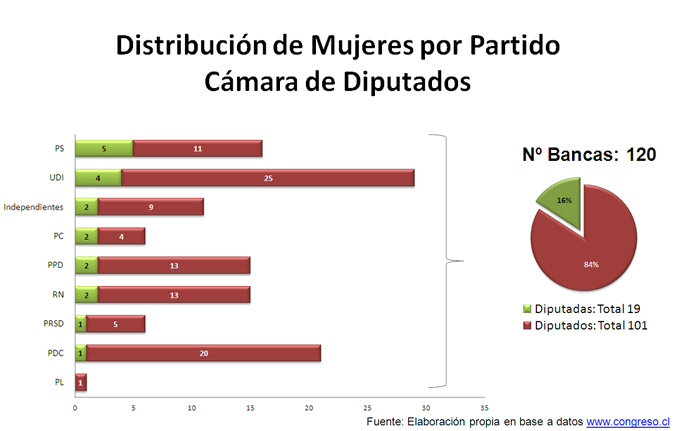 Distribución de Mujeres por Partido
Cámara de Diputados
PS 5 11
UDI 4 25
Independientes 2 9
PC 2 4
PPD 2 13
RN 2 13
PRSD 1 5
PDC 1 20
PL 1
0 5 10 15 20 25 30 35
Nº Bancas: 120
16%
84%
Diputadas: Total 19
Diputados: Total 101
Fuente: Elaboración propia en base a datos www.congreso.cl